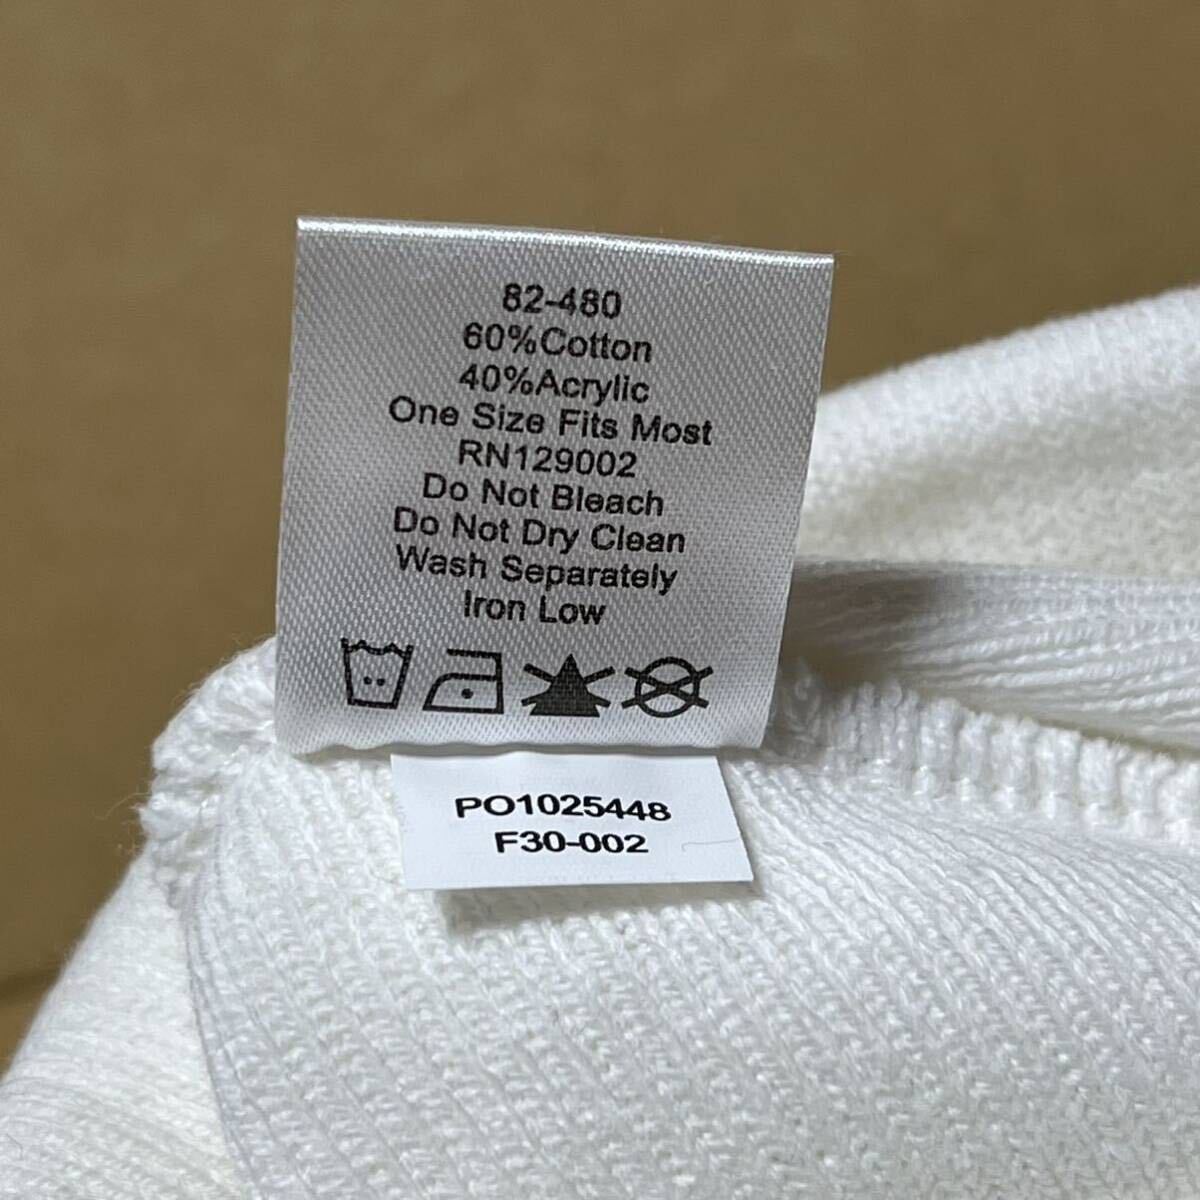 82-480
60%Cotton
40%Acrylic
One Size Fits Most
RN129002
Do Not Bleach
Do Not Dry Clean
Wash Separately
Iron Low
PO1025448
F30-002